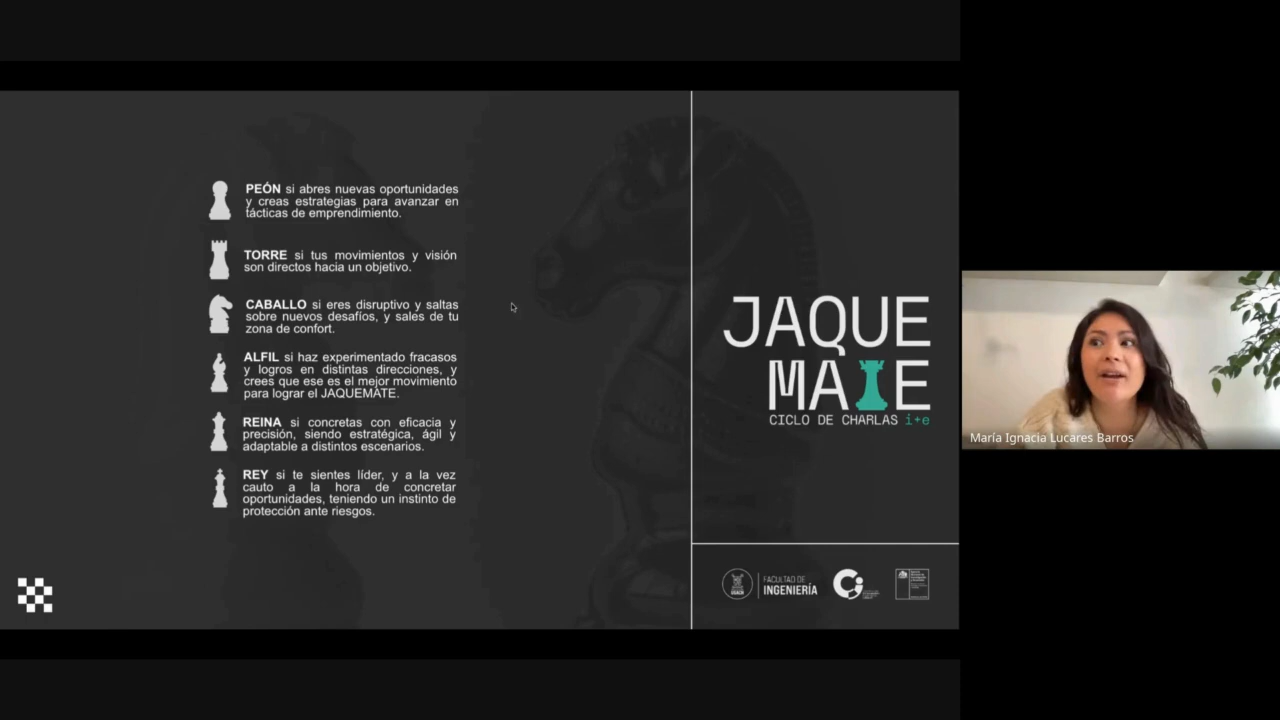 PEÓN si abres nuevas oportunidades
y creas estrategias para avanzar en
tácticas de emprendimiento.
TORRE si tus movimientos y visión
son directos hacia un objetivo.
CABALLO si eres disruptivo y saltas
sobre nuevos desafíos, y sales de tu
zona de confort.
ALFIL si haz experimentado fracasos
y logros en distintas direcciones, y
crees que ese es el mejor movimiento
para lograr el JAQUEMATE.
REINA si concretas con eficacia y
precisión, siendo estratégica, ágil y
adaptable a distintos escenarios.
REY si te sientes líder, y a la vez
cauto a la hora de concretar
oportunidades, teniendo un instinto de
protección ante riesgos.
JAQUE
MATE
CICLO DE CHARLAS i+e
USACH
FACULTAD DE
INGENIERÍA
María Ignacia Lucares Barros